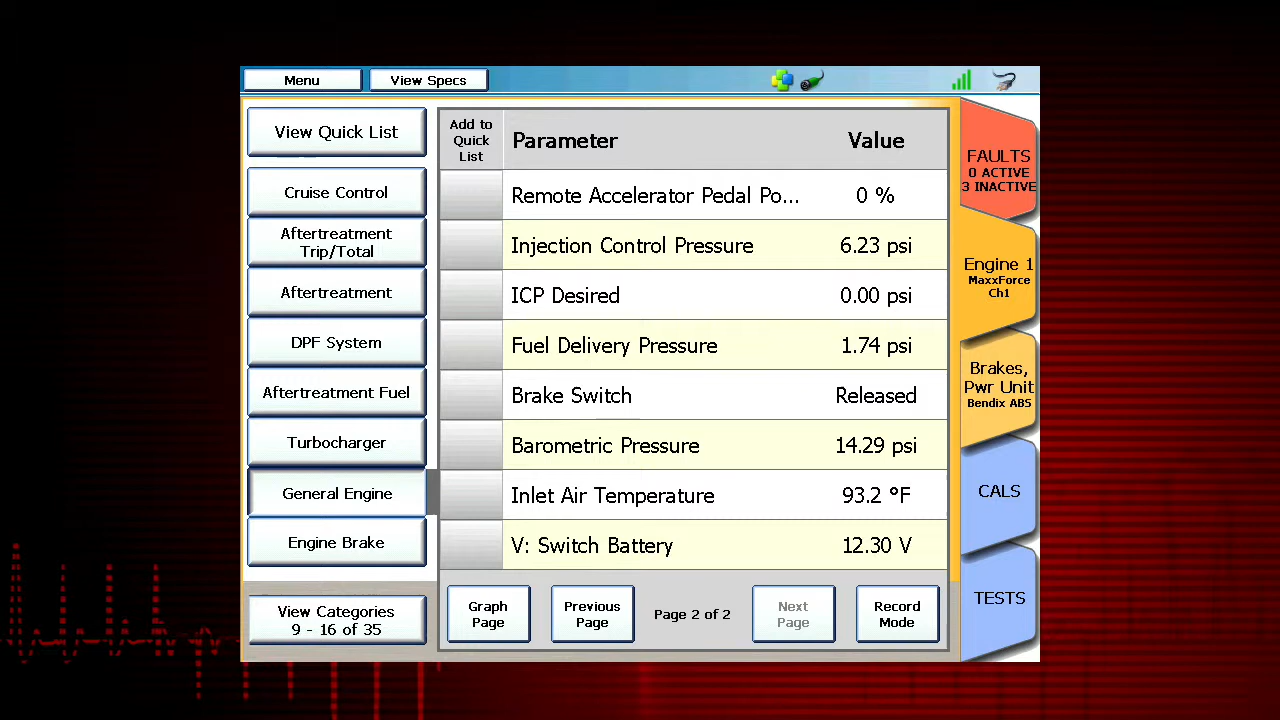 Menu
View Specs
View Quick List
Cruise Control
Aftertreatment
Trip/Total
Aftertreatment
DPF System
Aftertreatment Fuel
Turbocharger
General Engine
Engine Brake
View Categories
9 - 16 of 35
Add to
Quick
List
Parameter Value
Remote Accelerator Pedal Po... 0 %
Injection Control Pressure 6.23 psi
ICP Desired 0.00 psi
Fuel Delivery Pressure 1.74 psi
Brake Switch Released
Barometric Pressure 14.29 psi
Inlet Air Temperature 93.2 °F
V: Switch Battery 12.30 V
Graph
Page
Previous
Page
Page 2 of 2
Next
Page
Record
Mode
FAULTS
0 ACTIVE
3 INACTIVE
Engine 1
MaxxForce
Ch1
Brakes,
Pwr Unit
Bendix ABS
CALS
TESTS